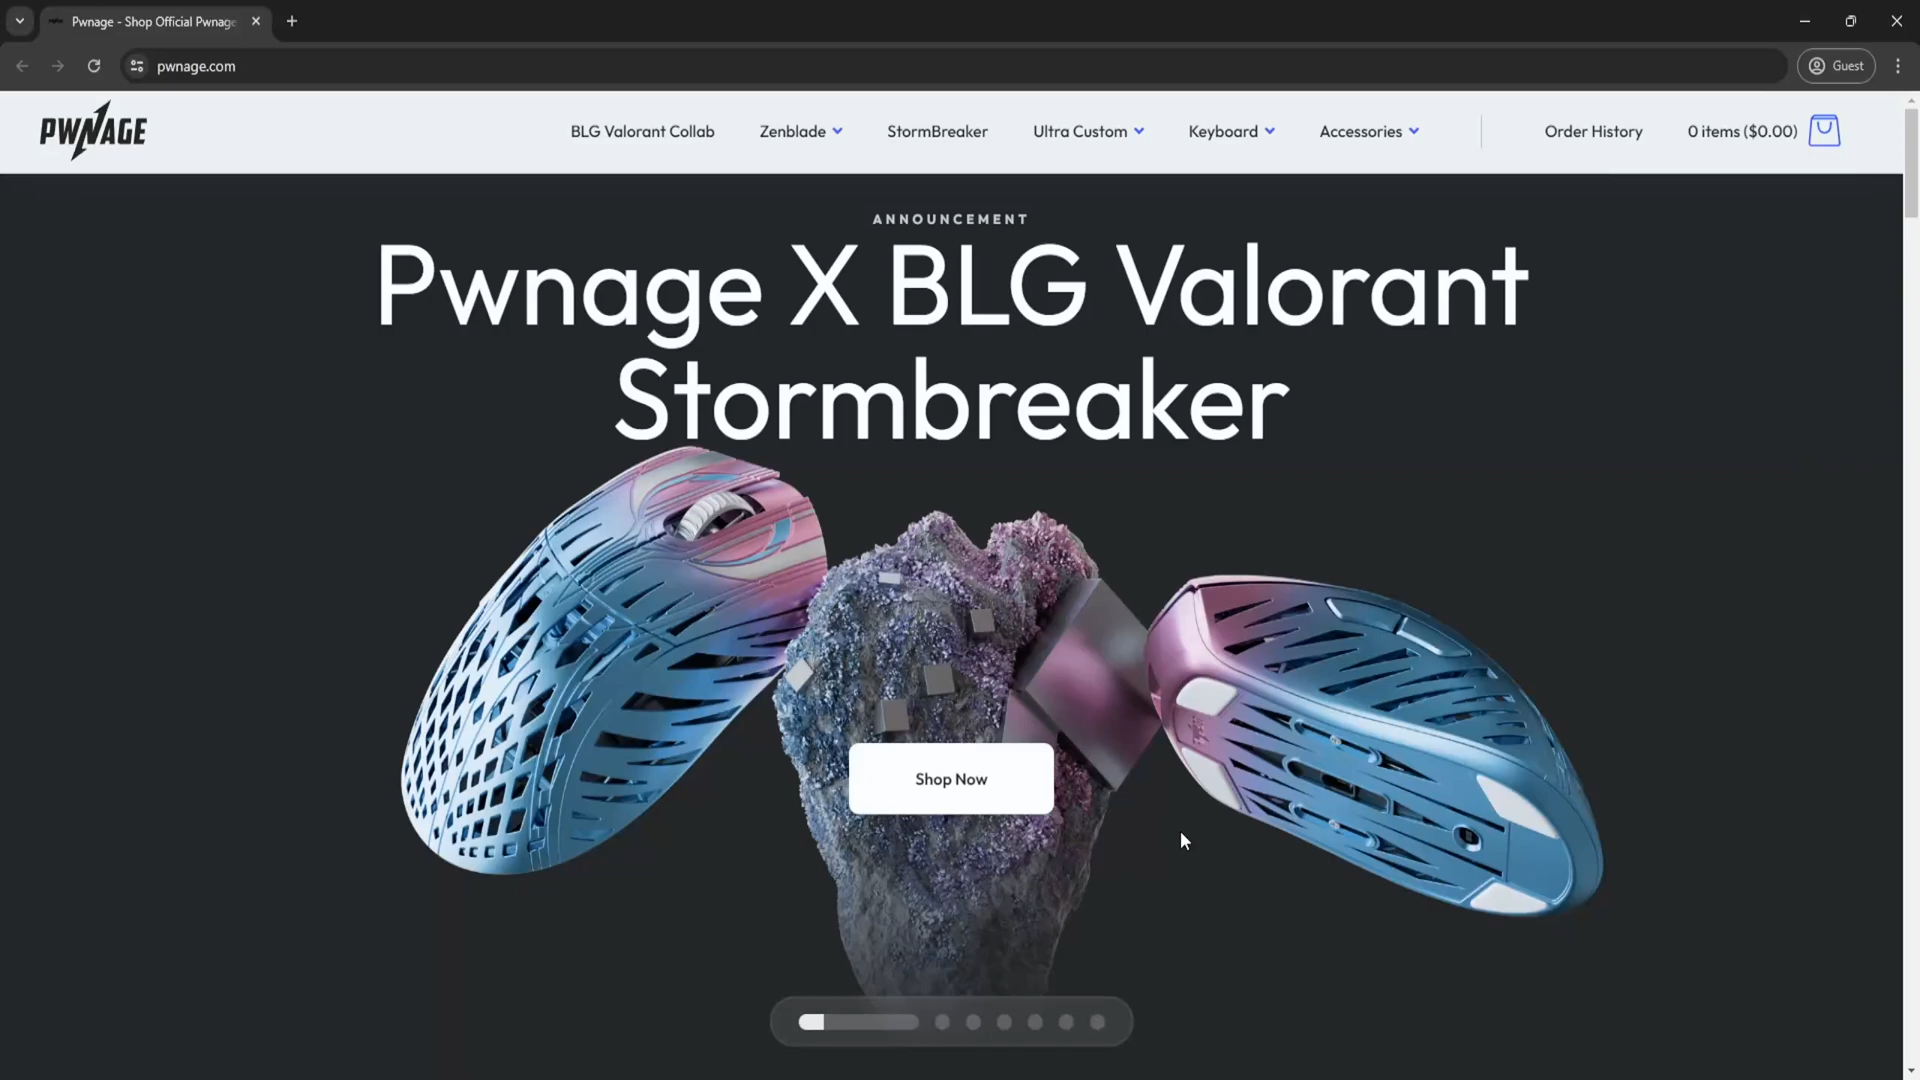 Pwnage - Shop Official Pwnage
pwnage.com
Guest
PWNAGE
BLG Valorant Collab
Zenblade
StormBreaker
Ultra Custom
Keyboard
Accessories
Order History
0 items ($0.00)
ANNOUNCEMENT
Pwnage X BLG Valorant
Stormbreaker
Shop Now